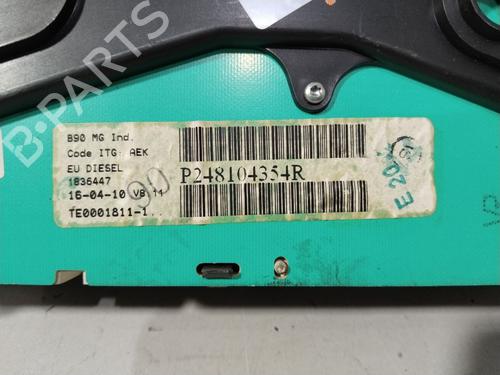 B-PARTS
B90 MG Ind.
Code ITG: AEK
EU DIESEL
1836447
16-04-10 V8.11
TE0001811-1..
P248104354R